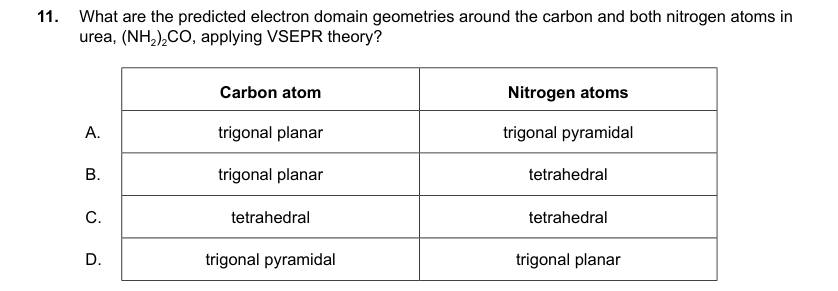 11. What are the predicted electron domain geometries around the carbon and both nitrogen atoms in
urea, (NH₂)₂CO, applying VSEPR theory?
Carbon atom Nitrogen atoms
A. trigonal planar trigonal pyramidal
B. trigonal planar tetrahedral
C. tetrahedral tetrahedral
D. trigonal pyramidal trigonal planar